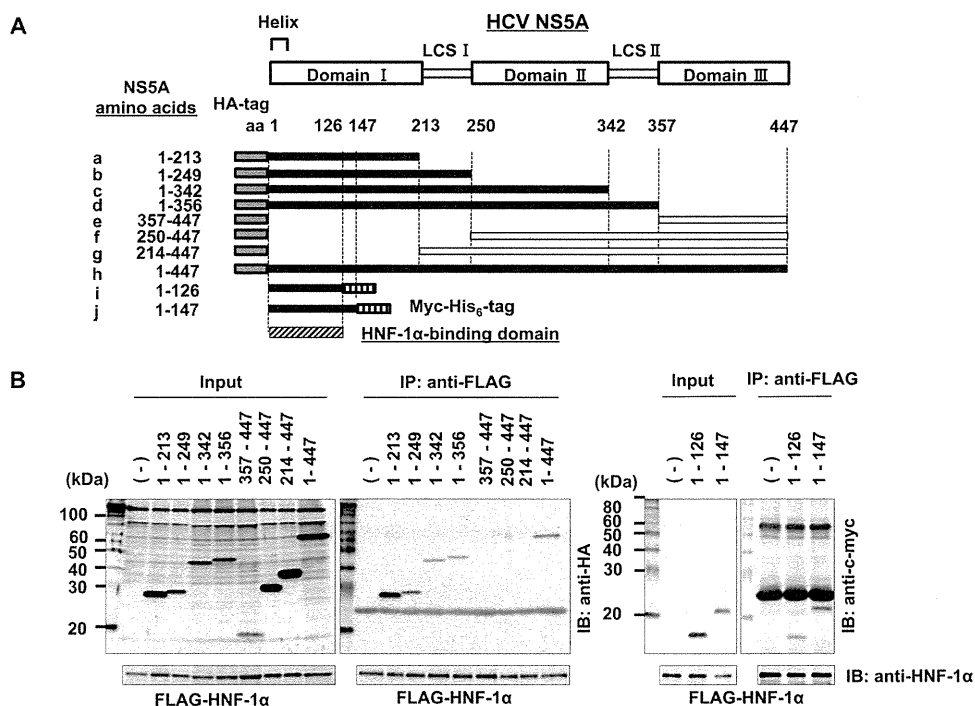 A
Helix
HCV NS5A
LCS I
LCS II
Domain I
Domain II
Domain III
NS5A
amino acids
HA-tag
aa 1 126 147 213 250 342 357 447
a 1-213
b 1-249
c 1-342
d 1-356
e 357-447
f 250-447
g 214-447
h 1-447
i 1-126
j 1-147
Myc-His6-tag
HNF-1α-binding domain
B
Input
IP: anti-FLAG
Input
IP: anti-FLAG
(kDa)
(-)
1 - 213
1 - 249
1 - 342
1 - 356
357 - 447
250 - 447
214 - 447
1- 447
(-)
1 - 213
1 - 249
1 - 342
1 - 356
357 - 447
250 - 447
214 - 447
1- 447
(kDa)
(-)
1 - 126
1 - 147
(-)
1 - 126
1 - 147
100
60
50
40
30
20
IB: anti-HA
80
60
50
40
30
20
IB: anti-c-myc
IB: anti-HNF-1α
FLAG-HNF-1α
FLAG-HNF-1α
FLAG-HNF-1α